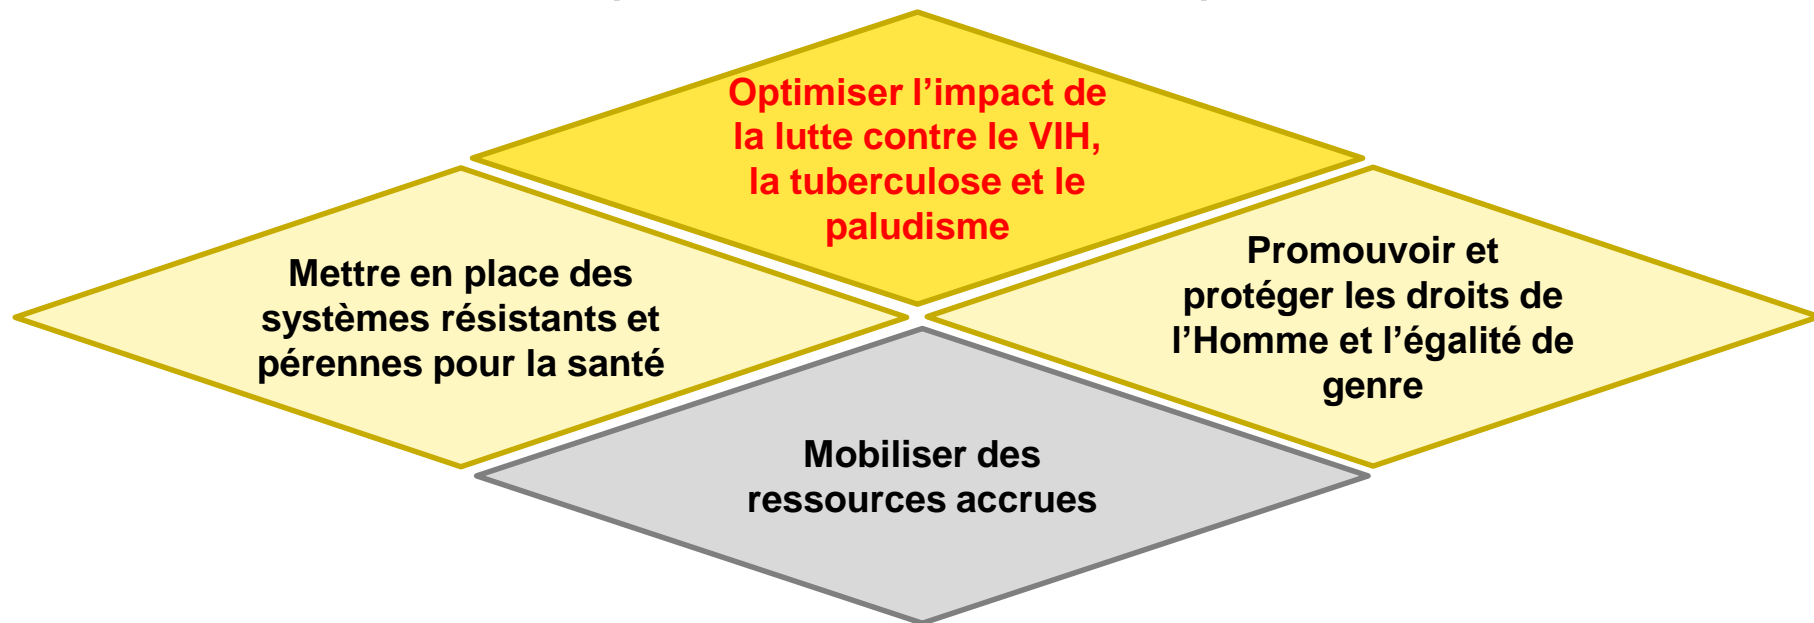 Optimiser l’impact de
la lutte contre le VIH,
la tuberculose et le
paludisme
Mettre en place des
systèmes résistants et
pérennes pour la santé
Promouvoir et
protéger les droits de
l’Homme et l’égalité de
genre
Mobiliser des
ressources accrues